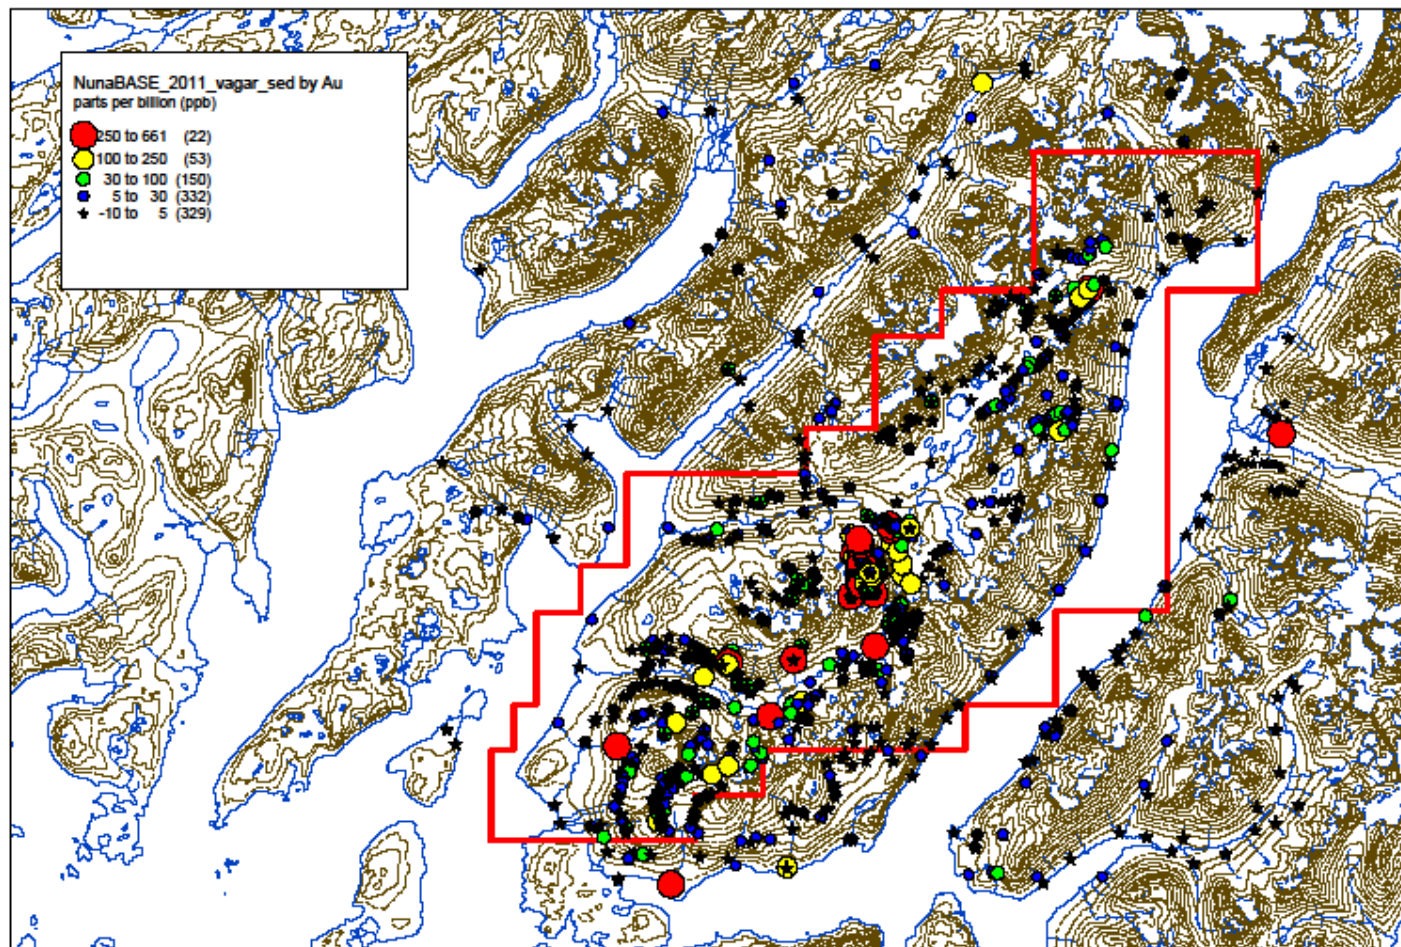 NunaBASE_2011_vagar_sed by Au
parts per billion (ppb)
250 to 661 (22)
100 to 250 (53)
30 to 100 (150)
5 to 30 (332)
-10 to 5 (329)